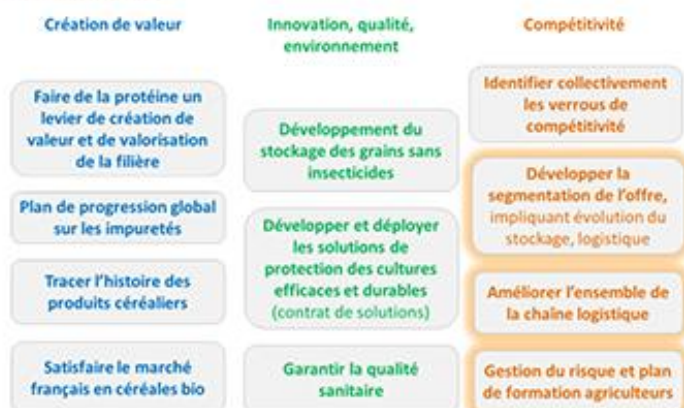 Création de valeur
Faire de la protéine un
levier de création de
valeur et de valorisation
de la filière
Plan de progression global
sur les impuretés
Tracer l'histoire des
produits céréaliers
Satisfaire le marché
français en céréales bio
Innovation, qualité,
environnement
Développement du
stockage des grains sans
insecticides
Développer et déployer
les solutions de
protection des cultures
efficaces et durables
(contrat de solutions)
Garantir la qualité
sanitaire
Compétitivité
Identifier collectivement
les verrous de
compétitivité
Développer la
segmentation de l'offre,
impliquant évolution du
stockage, logistique
Améliorer l'ensemble de
la chaîne logistique
Gestion du risque et plan
de formation agriculteurs